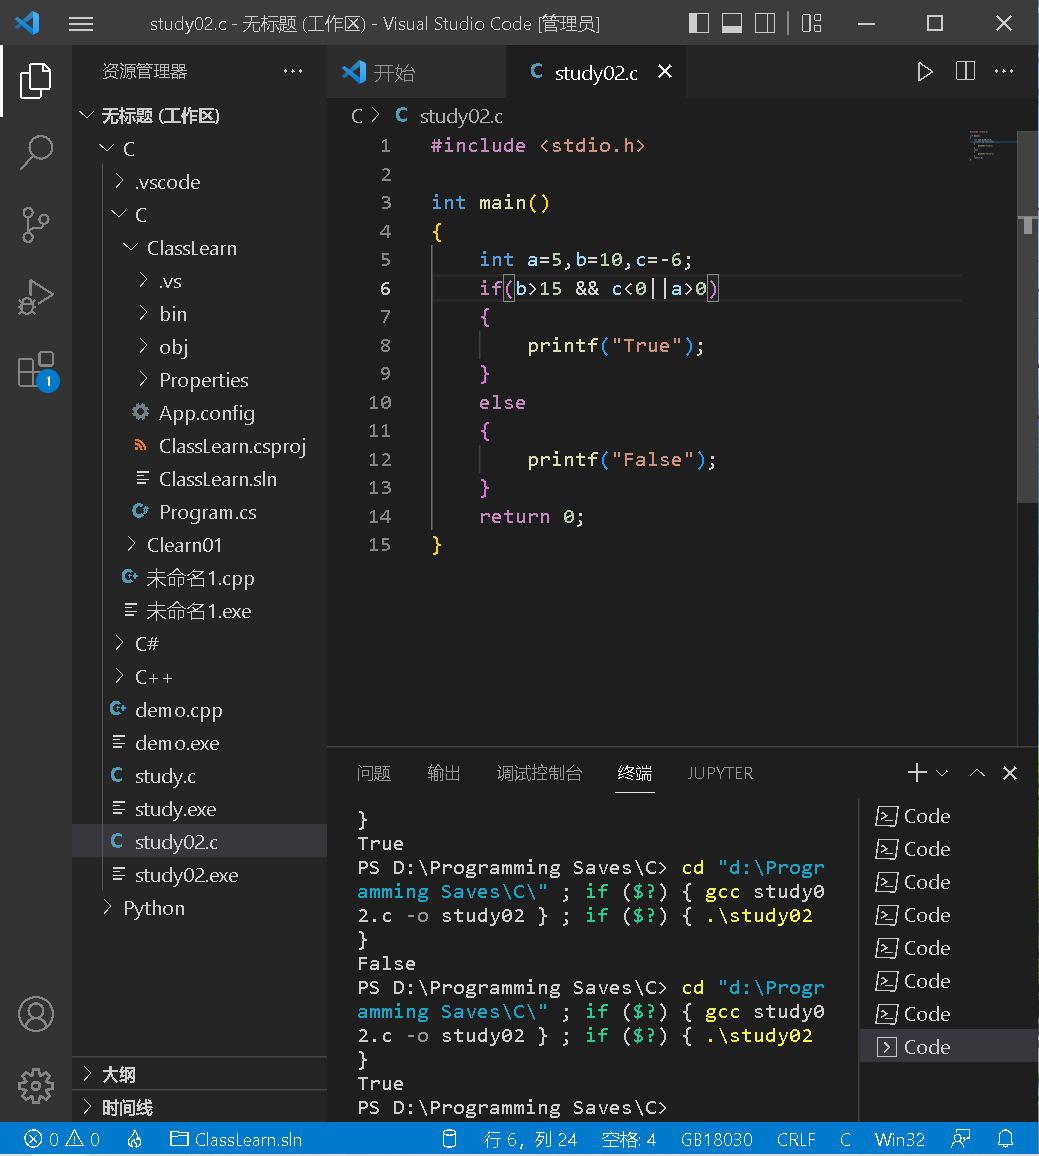 study02.c - 无标题 (工作区) - Visual Studio Code [管理员]
资源管理器
无标题 (工作区)
C
.vscode
C
ClassLearn
.vs
bin
obj
Properties
App.config
ClassLearn.csproj
ClassLearn.sln
Program.cs
Clearn01
未命名1.cpp
未命名1.exe
C#
C++
demo.cpp
demo.exe
study.c
study.exe
study02.c
study02.exe
Python
大纲
时间线
开始
C study02.c
C > C study02.c
1 #include <stdio.h>
2
3 int main()
4 {
5 int a=5,b=10,c=-6;
6 if(b>15 && c<0||a>0)
7 {
8 printf("True");
9 }
10 else
11 {
12 printf("False");
13 }
14 return 0;
15 }
问题 输出 调试控制台 终端 JUPYTER
}
True
PS D:\Programming Saves\C> cd "d:\Progr
amming Saves\C\" ; if ($?) { gcc study0
2.c -o study02 } ; if ($?) { .\study02
}
False
PS D:\Programming Saves\C> cd "d:\Progr
amming Saves\C\" ; if ($?) { gcc study0
2.c -o study02 } ; if ($?) { .\study02
}
True
PS D:\Programming Saves\C>
Code
Code
Code
Code
Code
Code
Code
Code
1
0 0 ClassLearn.sln 行 6，列 24 空格: 4 GB18030 CRLF C Win32